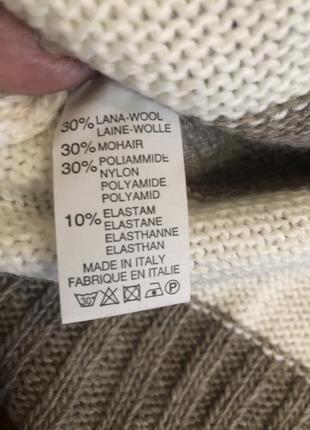 30% LANA-WOOL
LAINE-WOLLE
30% MOHAIR
30% POLIAMMIDE
NYLON
POLYAMIDE
POLYAMID
10% ELASTAM
ELASTANE
ELASTHANNE
ELASTHAN
MADE IN ITALY
FABRIQUE EN ITALIE
30° P